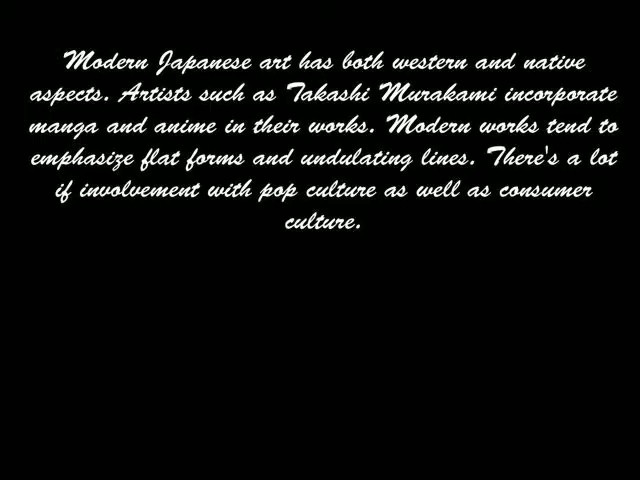 Modern Japanese art has both western and native
aspects. Artists such as Takashi Murakami incorporate
manga and anime in their works. Modern works tend to
emphasize flat forms and undulating lines. There's a lot
if involvement with pop culture as well as consumer
culture.